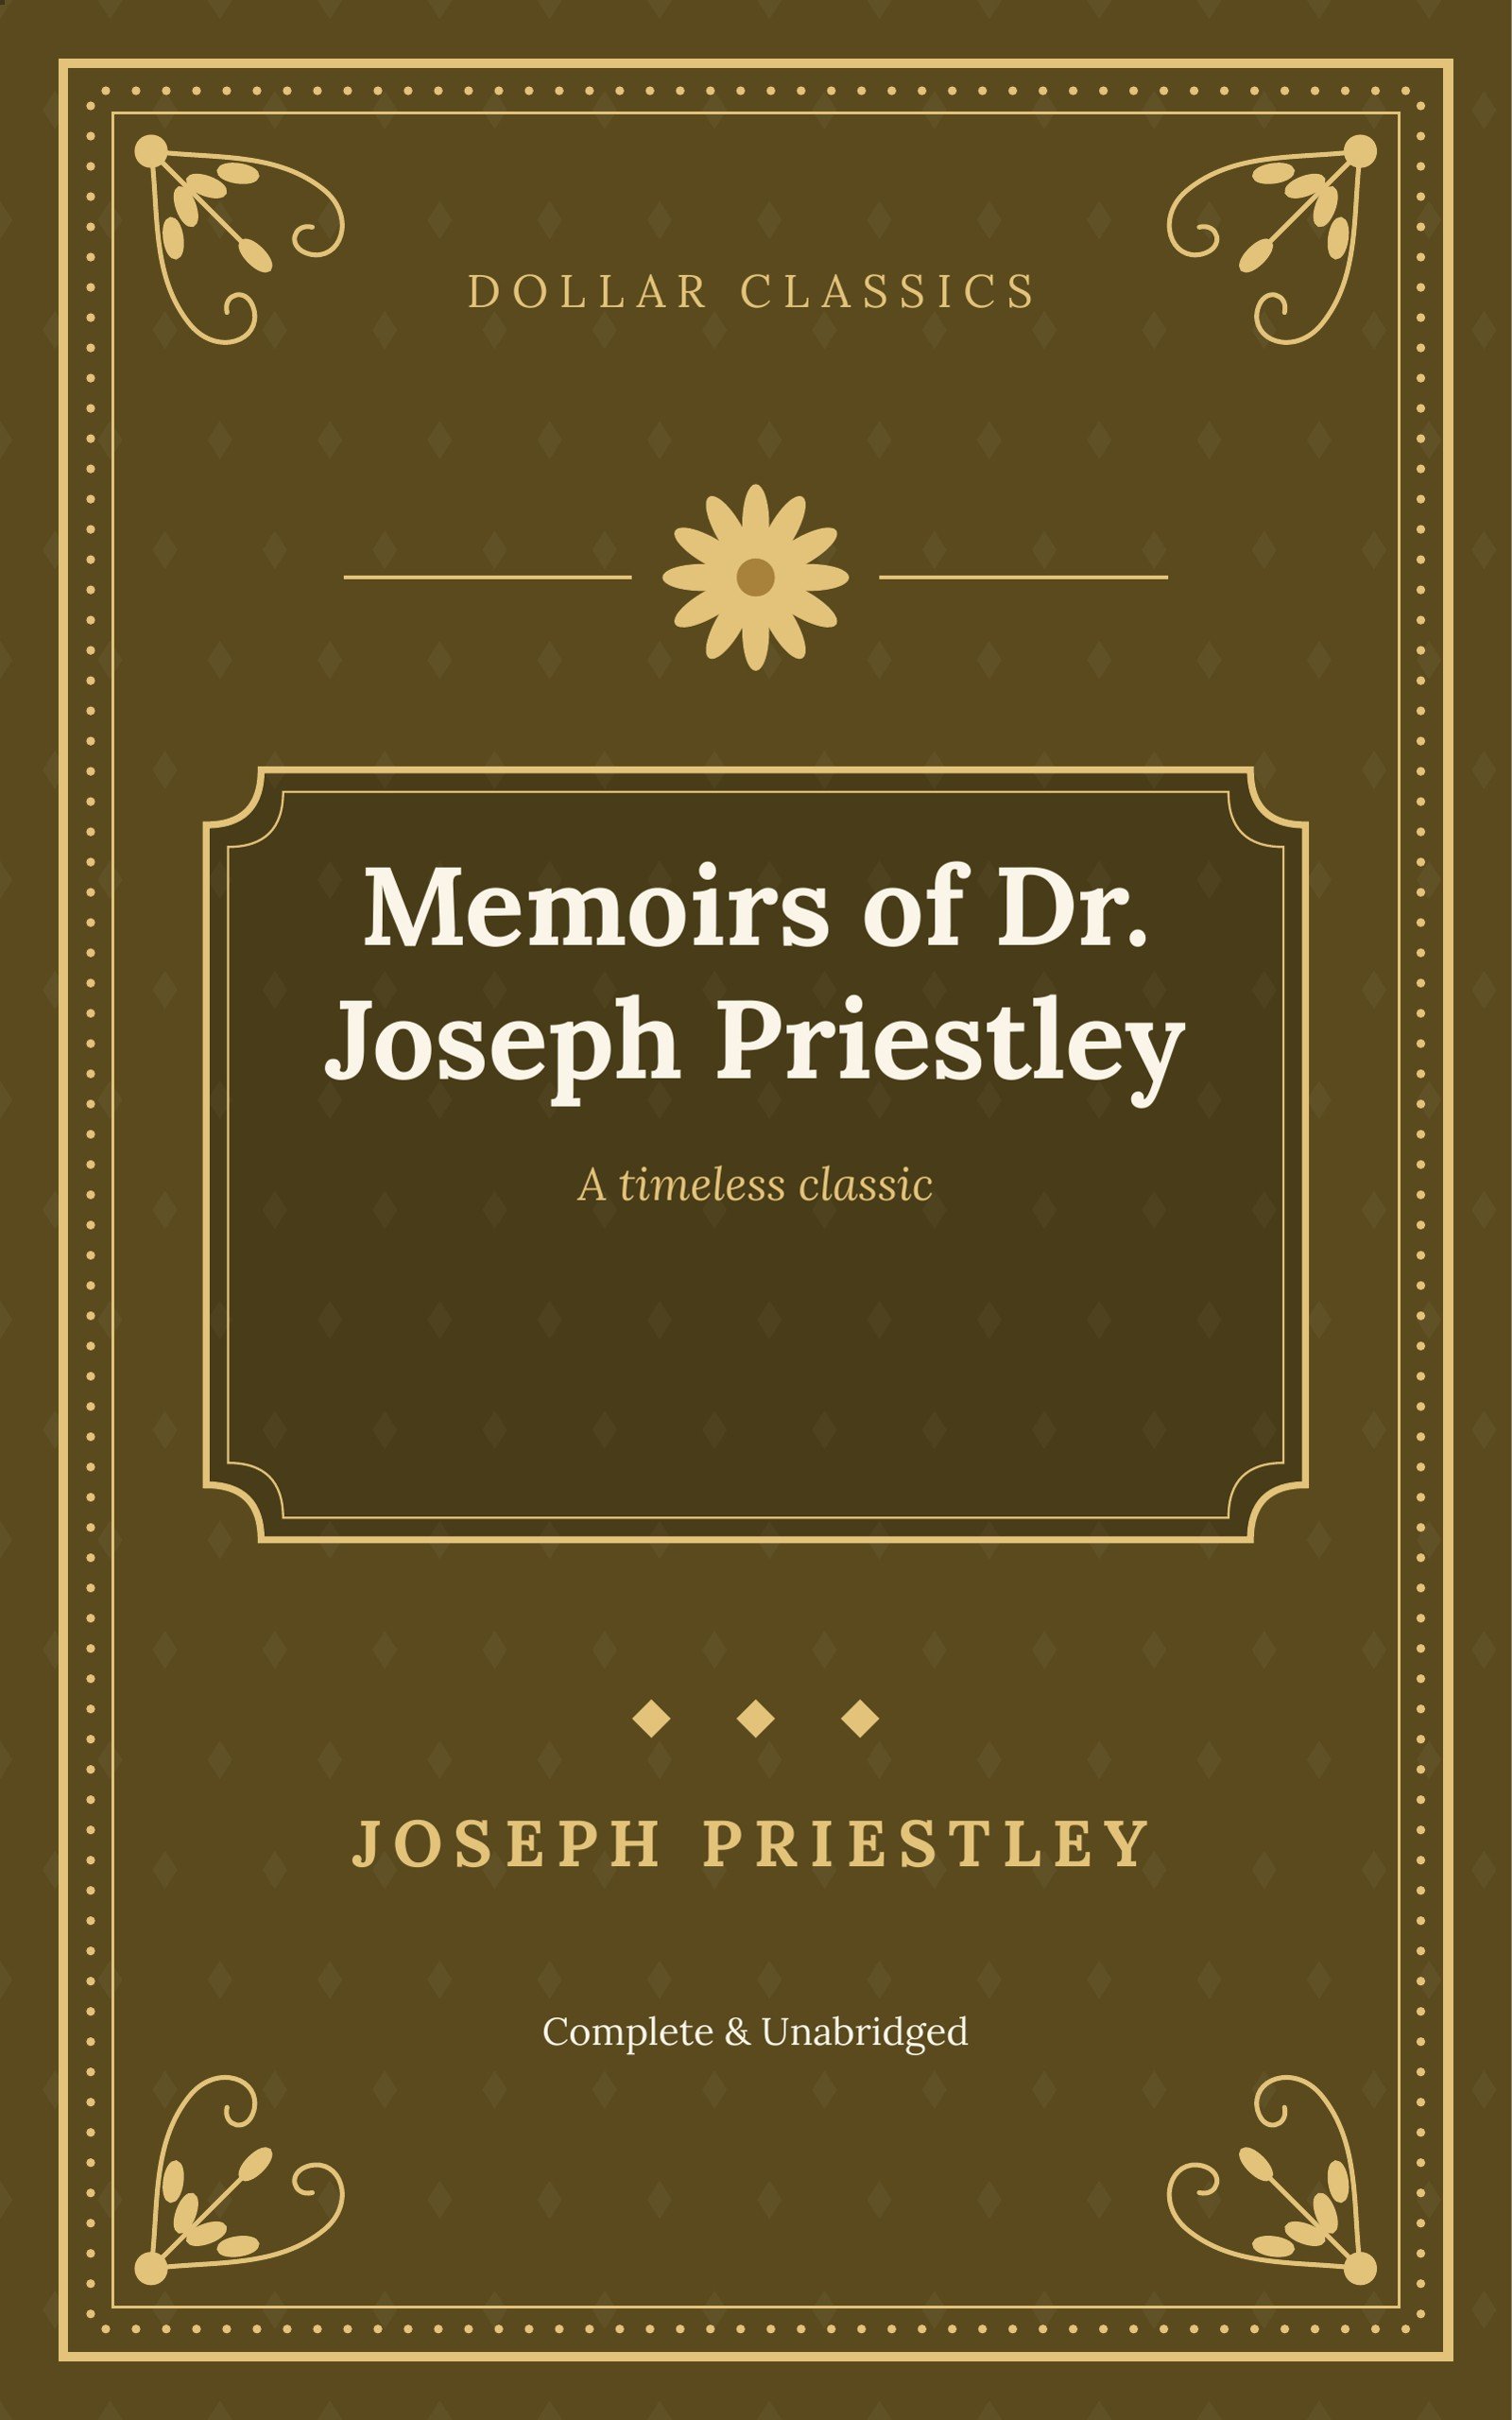 DOLLAR CLASSICS
Memoirs of Dr.
Joseph Priestley
A timeless classic
JOSEPH PRIESTLEY
Complete & Unabridged